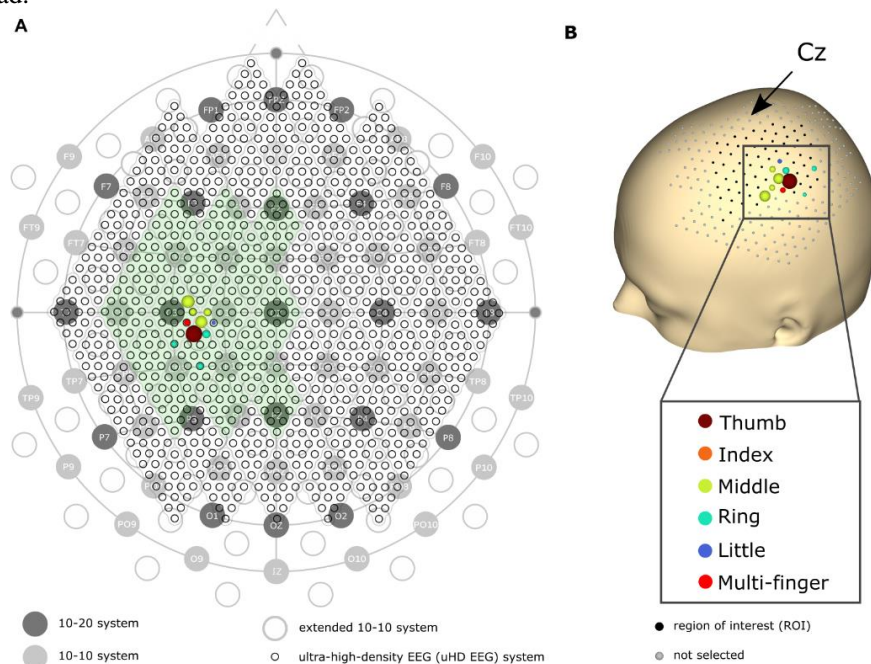 ad.
A
B
Cz
FP1
FP2
F9
F10
F7
F8
FT9
FT7
FT8
FT10
TP9
TP7
TP8
TP10
P7
P8
P9
P10
PO9
O1
OZ
O2
PO10
O9
IZ
O10
Thumb
Index
Middle
Ring
Little
Multi-finger
10-20 system
10-10 system
extended 10-10 system
ultra-high-density EEG (uHD EEG) system
region of interest (ROI)
not selected